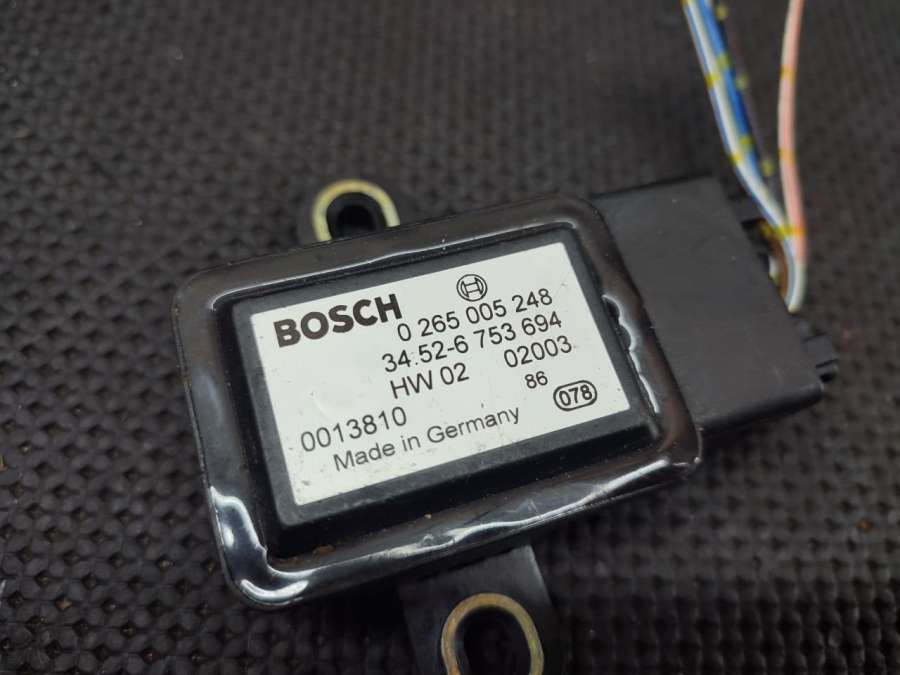 BOSCH
0 265 005 248
34.52-6 753 694
HW 02 02003
86
078
0013810
Made in Germany